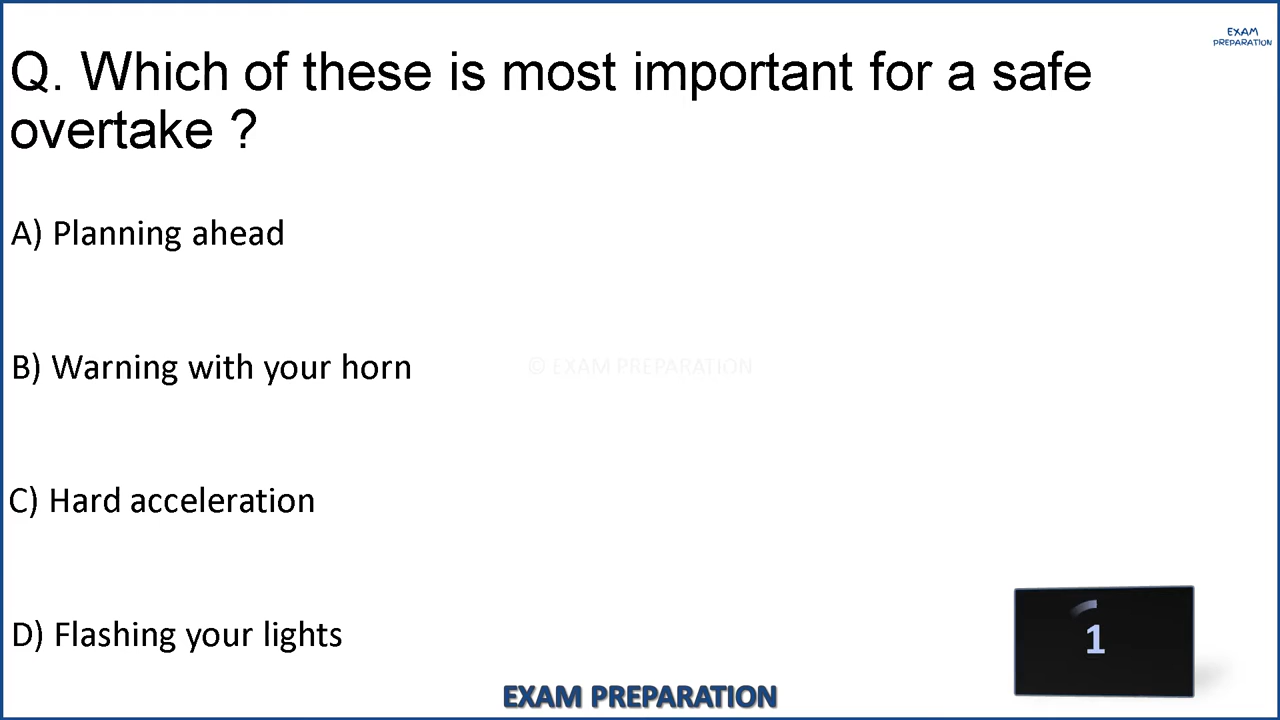 EXAM
PREPARATION
Q. Which of these is most important for a safe
overtake ?
A) Planning ahead
B) Warning with your horn
© EXAM PREPARATION
C) Hard acceleration
D) Flashing your lights
1
EXAM PREPARATION